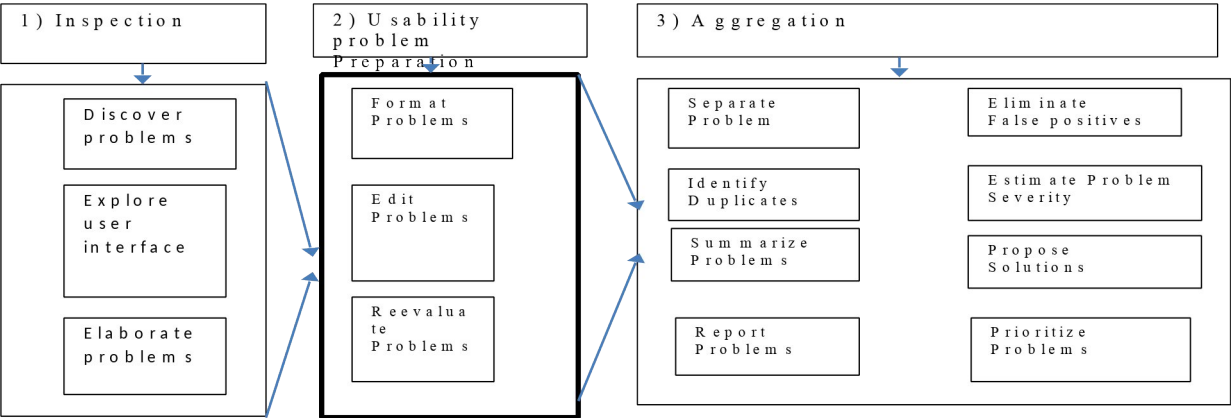 1) Inspection
2) Usability
problem
Preparation
3) Aggregation
Discover
problems
Explore
user
interface
Elaborate
problems
Format
Problems
Edit
Problems
Reevalua
te
Problems
Separate
Problem
Identify
Duplicates
Summarize
Problems
Report
Problems
Eliminate
False positives
Estimate Problem
Severity
Propose
Solutions
Prioritize
Problems